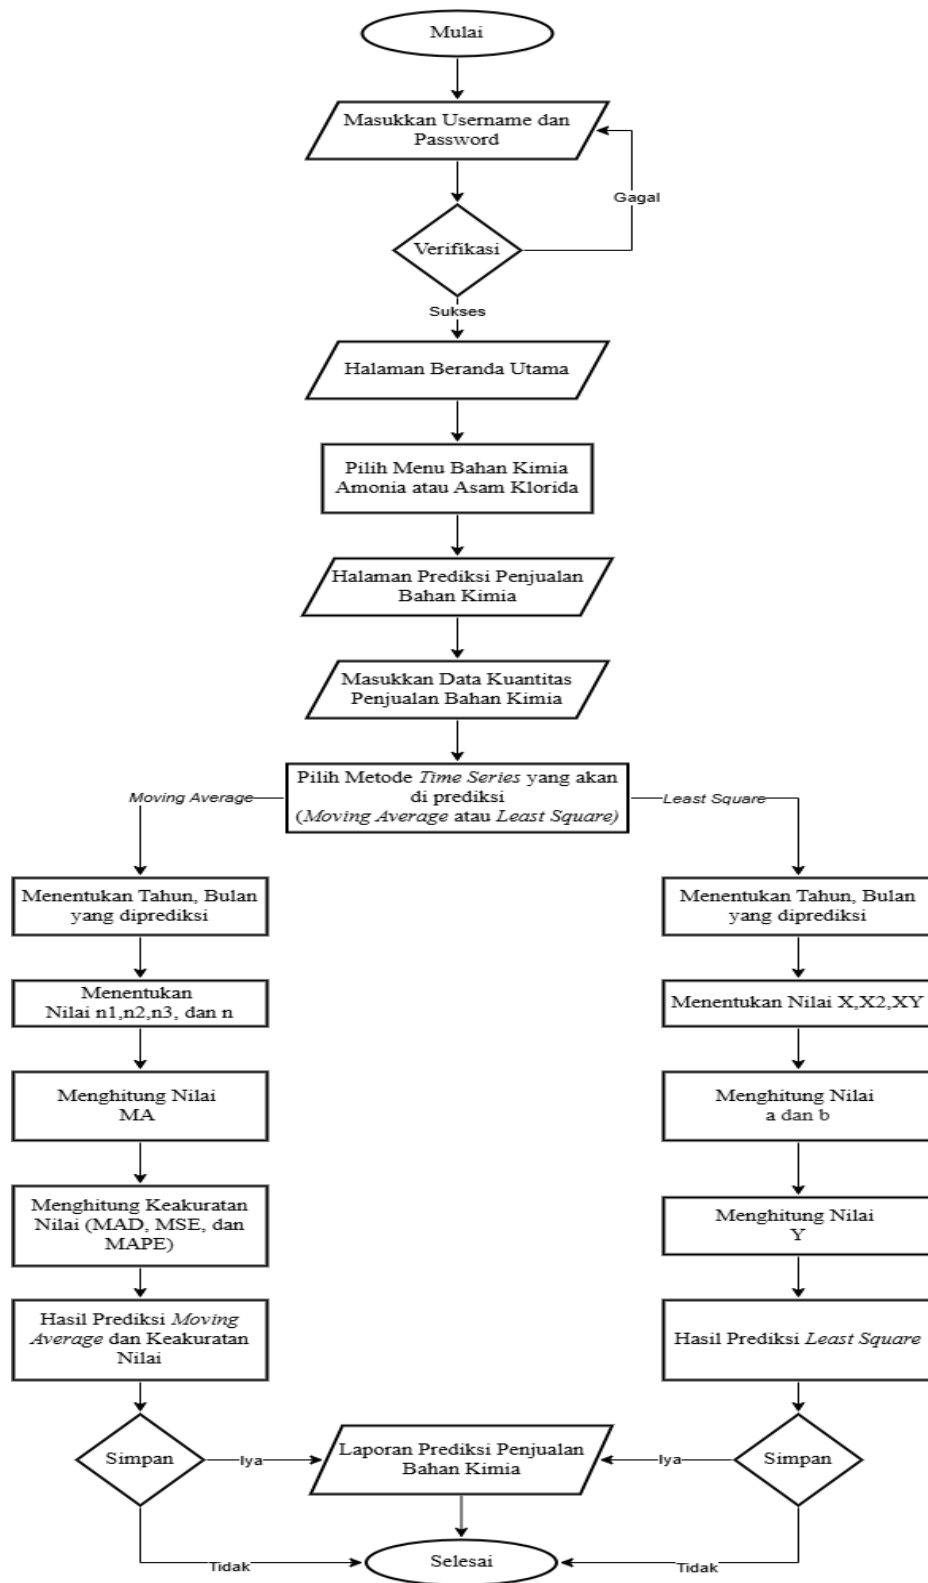 Mulai
Masukkan Username dan
Password
Gagal
Verifikasi
Sukses
Halaman Beranda Utama
Pilih Menu Bahan Kimia
Amonia atau Asam Klorida
Halaman Prediksi Penjualan
Bahan Kimia
Masukkan Data Kuantitas
Penjualan Bahan Kimia
Pilih Metode Time Series yang akan
di prediksi
(Moving Average atau Least Square)
Moving Average
Least Square
Menentukan Tahun, Bulan
yang diprediksi
Menentukan
Nilai n1,n2,n3, dan n
Menghitung Nilai
MA
Menghitung Keakuratan
Nilai (MAD, MSE, dan
MAPE)
Hasil Prediksi Moving
Average dan Keakuratan
Nilai
Simpan
Iya
Tidak
Menentukan Tahun, Bulan
yang diprediksi
Menentukan Nilai X,X2,XY
Menghitung Nilai
a dan b
Menghitung Nilai
Y
Hasil Prediksi Least Square
Simpan
Iya
Tidak
Laporan Prediksi Penjualan
Bahan Kimia
Selesai